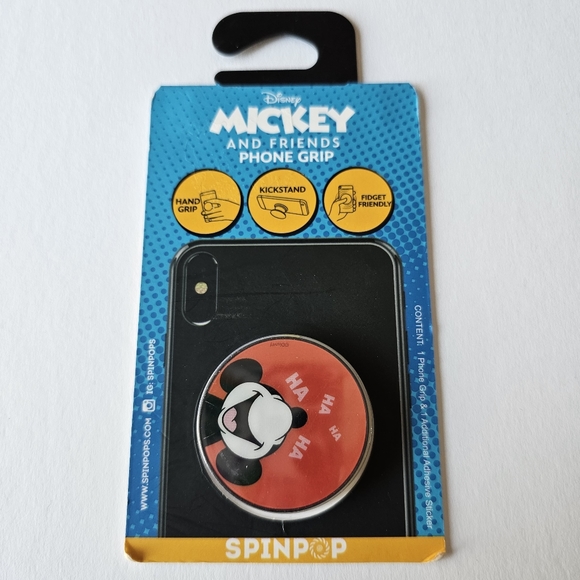 Disney
MICKEY
AND FRIENDS
PHONE GRIP
HAND
GRIP
KICKSTAND
FIDGET
FRIENDLY
WWW.SPINPOPS.COM IG: SPINPOPS
CONTENT: 1 Phone Grip & 1 Additional Adhesive Sticker
HA
HA
HA
HA
SPINPOP